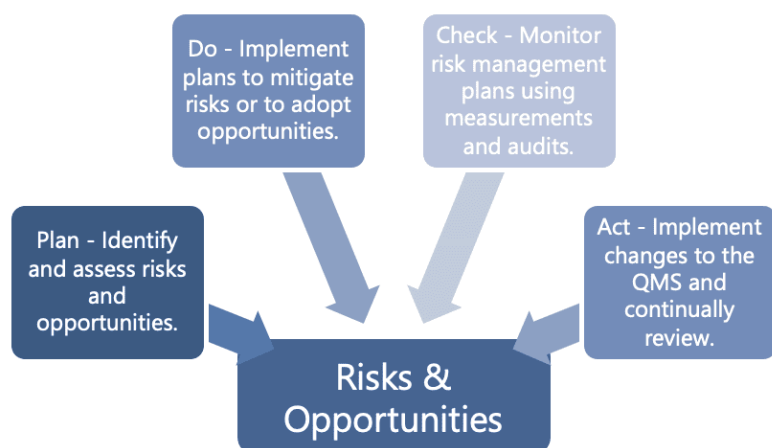 Plan - Identify
and assess risks
and
opportunities.
Do - Implement
plans to mitigate
risks or to adopt
opportunities.
Check - Monitor
risk management
plans using
measurements
and audits.
Act - Implement
changes to the
QMS and
continually
review.
Risks &
Opportunities